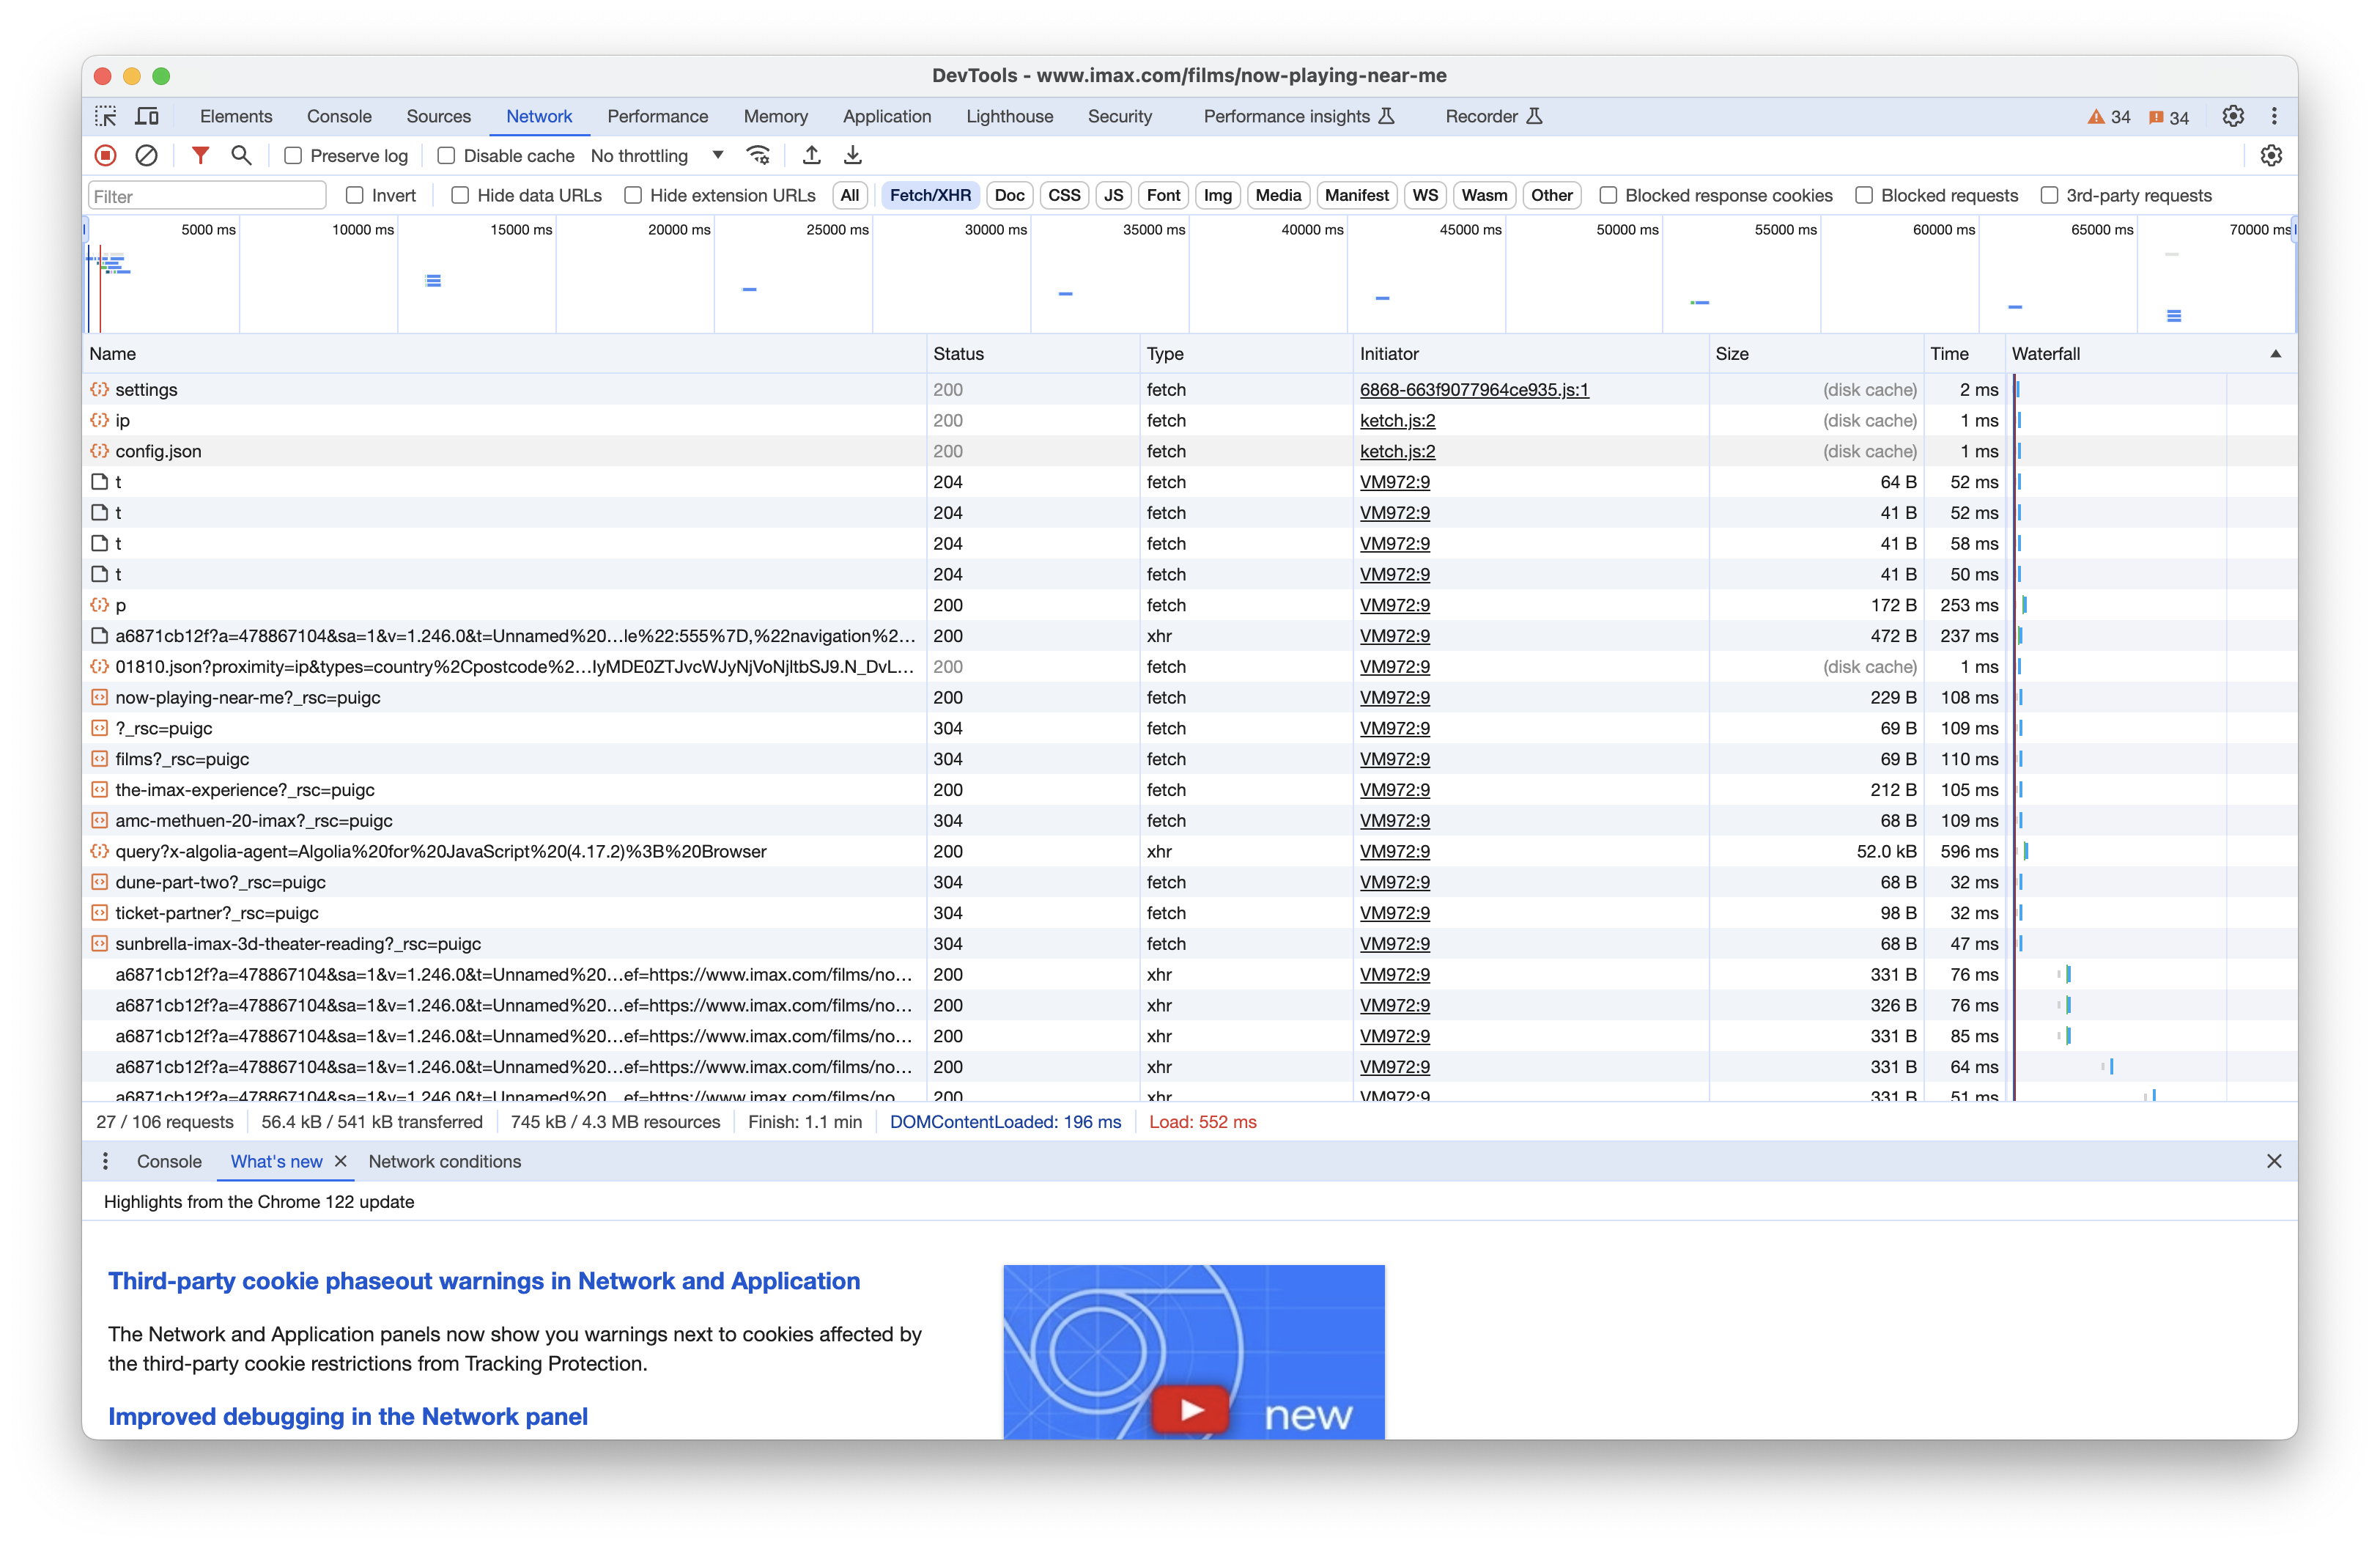 DevTools - www.imax.com/films/now-playing-near-me
Elements Console Sources Network Performance Memory Application Lighthouse Security Performance insights Recorder 34 34
Preserve log Disable cache No throttling
Filter Invert Hide data URLs Hide extension URLs All Fetch/XHR Doc CSS JS Font Img Media Manifest WS Wasm Other Blocked response cookies Blocked requests 3rd-party requests
5000 ms 10000 ms 15000 ms 20000 ms 25000 ms 30000 ms 35000 ms 40000 ms 45000 ms 50000 ms 55000 ms 60000 ms 65000 ms 70000 ms
Name Status Type Initiator Size Time Waterfall
settings 200 fetch 6868-663f9077964ce935.js:1 (disk cache) 2 ms
ip 200 fetch ketch.js:2 (disk cache) 1 ms
config.json 200 fetch ketch.js:2 (disk cache) 1 ms
t 204 fetch VM972:9 64 B 52 ms
t 204 fetch VM972:9 41 B 52 ms
t 204 fetch VM972:9 41 B 58 ms
t 204 fetch VM972:9 41 B 50 ms
p 200 fetch VM972:9 172 B 253 ms
a6871cb12f?a=478867104&sa=1&v=1.246.0&t=Unnamed%20...le%22:555%7D,%22navigation%2... 200 xhr VM972:9 472 B 237 ms
01810.json?proximity=ip&types=country%2Cpostcode%2...IyMDE0ZTJvcWJyNjVoNjltbSJ9.N_DvL... 200 fetch VM972:9 (disk cache) 1 ms
now-playing-near-me?_rsc=puigc 200 fetch VM972:9 229 B 108 ms
?_rsc=puigc 304 fetch VM972:9 69 B 109 ms
films?_rsc=puigc 304 fetch VM972:9 69 B 110 ms
the-imax-experience?_rsc=puigc 200 fetch VM972:9 212 B 105 ms
amc-methuen-20-imax?_rsc=puigc 304 fetch VM972:9 68 B 109 ms
query?x-algolia-agent=Algolia%20for%20JavaScript%20(4.17.2)%3B%20Browser 200 xhr VM972:9 52.0 kB 596 ms
dune-part-two?_rsc=puigc 304 fetch VM972:9 68 B 32 ms
ticket-partner?_rsc=puigc 304 fetch VM972:9 98 B 32 ms
sunbrella-imax-3d-theater-reading?_rsc=puigc 304 fetch VM972:9 68 B 47 ms
a6871cb12f?a=478867104&sa=1&v=1.246.0&t=Unnamed%20...ef=https://www.imax.com/films/no... 200 xhr VM972:9 331 B 76 ms
a6871cb12f?a=478867104&sa=1&v=1.246.0&t=Unnamed%20...ef=https://www.imax.com/films/no... 200 xhr VM972:9 326 B 76 ms
a6871cb12f?a=478867104&sa=1&v=1.246.0&t=Unnamed%20...ef=https://www.imax.com/films/no... 200 xhr VM972:9 331 B 85 ms
a6871cb12f?a=478867104&sa=1&v=1.246.0&t=Unnamed%20...ef=https://www.imax.com/films/no... 200 xhr VM972:9 331 B 64 ms
a6871cb12f?a=478867104&sa=1&v=1.246.0&t=Unnamed%20...ef=https://www.imax.com/films/no... 200 xhr VM972:9 331 B 51 ms
27 / 106 requests 56.4 kB / 541 kB transferred 745 kB / 4.3 MB resources Finish: 1.1 min DOMContentLoaded: 196 ms Load: 552 ms
Console What's new Network conditions
Highlights from the Chrome 122 update
Third-party cookie phaseout warnings in Network and Application
The Network and Application panels now show you warnings next to cookies affected by
the third-party cookie restrictions from Tracking Protection.
Improved debugging in the Network panel
new